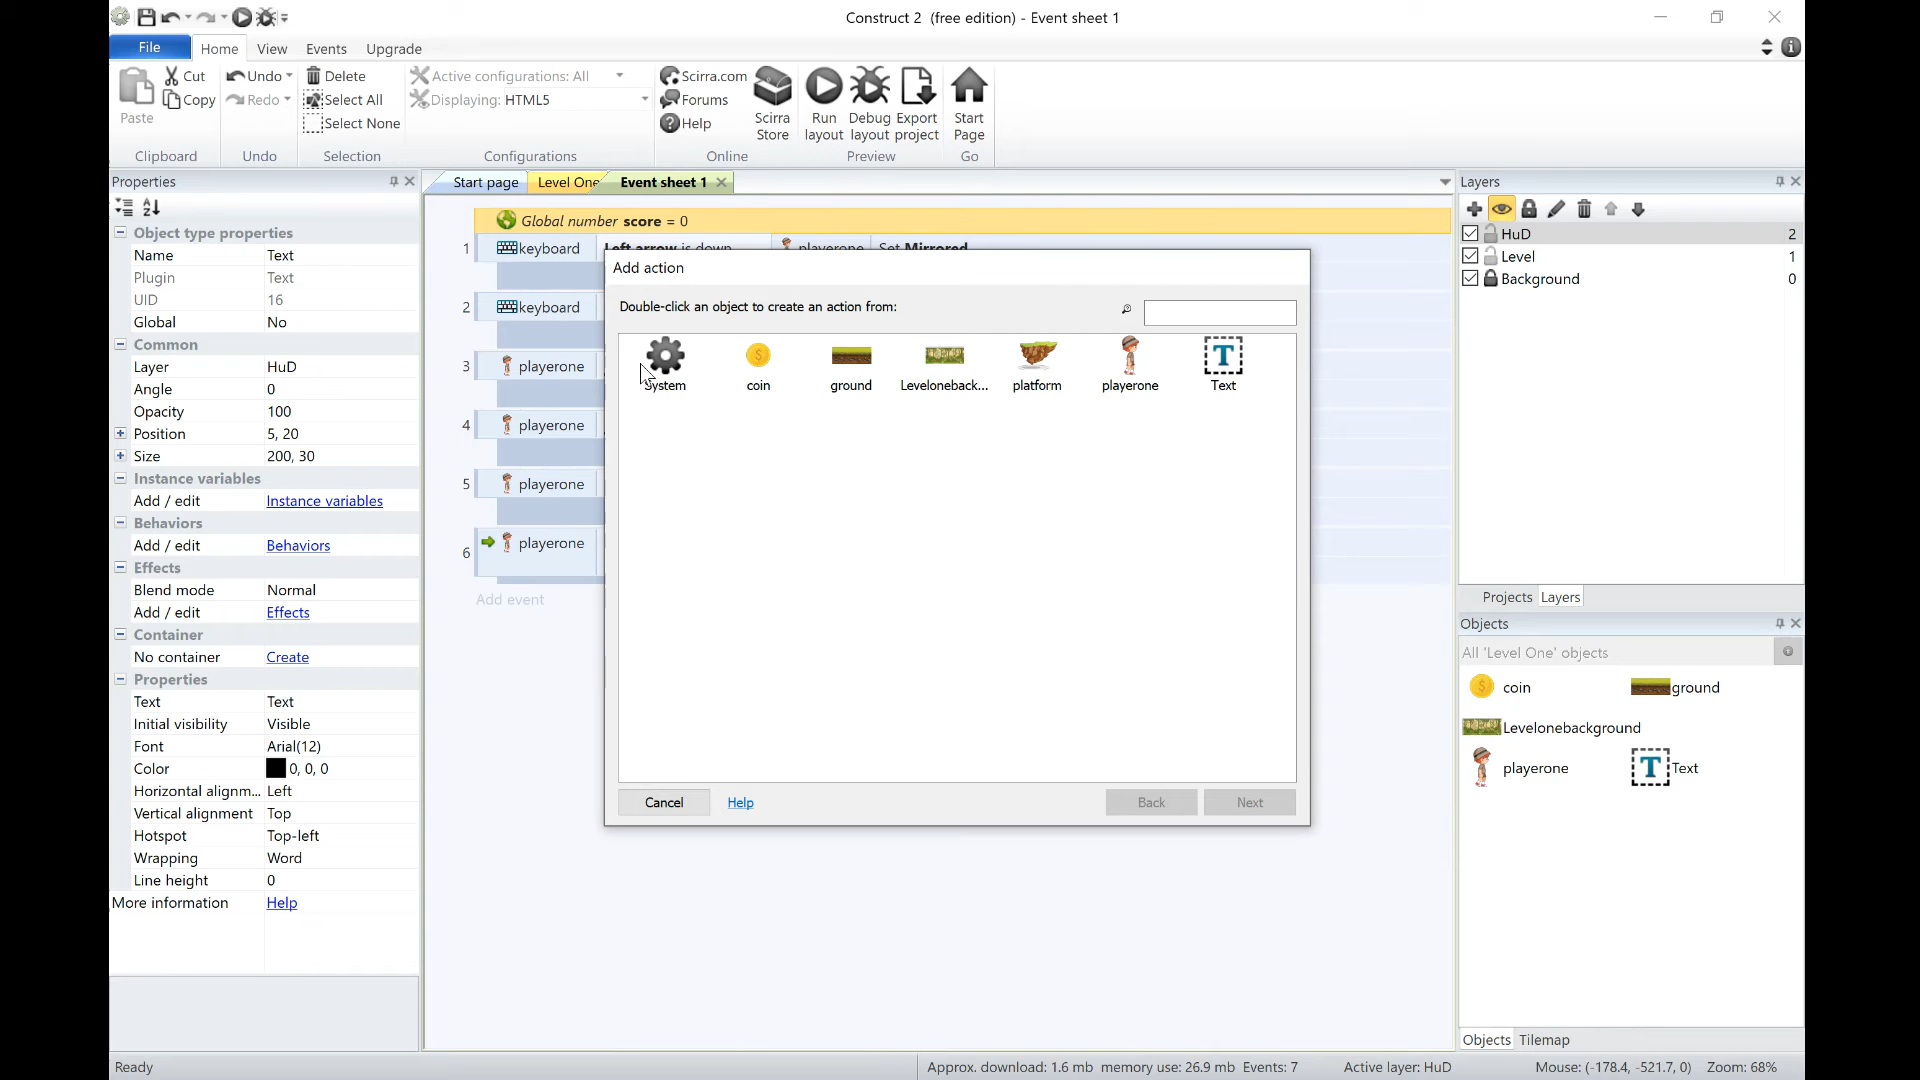 Construct 2 (free edition) - Event sheet 1
File Home View Events Upgrade
Paste Cut Copy Clipboard
Undo Redo Undo
Delete Select All Select None Selection
Active configurations: All
Displaying: HTML5
Configurations
Scirra.com Forums Help Scirra Store Online
Run layout Debug layout Export project Preview
Start Page Go
Properties
Object type properties
Name Text
Plugin Text
UID 16
Global No
Common
Layer HuD
Angle 0
Opacity 100
Position 5, 20
Size 200, 30
Instance variables
Add / edit Instance variables
Behaviors
Add / edit Behaviors
Effects
Blend mode Normal
Add / edit Effects
Container
No container Create
Properties
Text Text
Initial visibility Visible
Font Arial(12)
Color 0, 0, 0
Horizontal alignm... Left
Vertical alignment Top
Hotspot Top-left
Wrapping Word
Line height 0
More information Help
Start page Level One Event sheet 1
Global number score = 0
1 keyboard Left arrow is down playerone Set Mirrored
2 keyboard
3 playerone
4 playerone
5 playerone
6 playerone
Add event
Add action
Double-click an object to create an action from:
System coin ground Leveloneback... platform playerone Text
Cancel Help Back Next
Layers
HuD 2
Level 1
Background 0
Projects Layers
Objects
All 'Level One' objects
coin ground
Levelonebackground
playerone Text
Objects Tilemap
Ready Approx. download: 1.6 mb memory use: 26.9 mb Events: 7 Active layer: HuD Mouse: (-178.4, -521.7, 0) Zoom: 68%